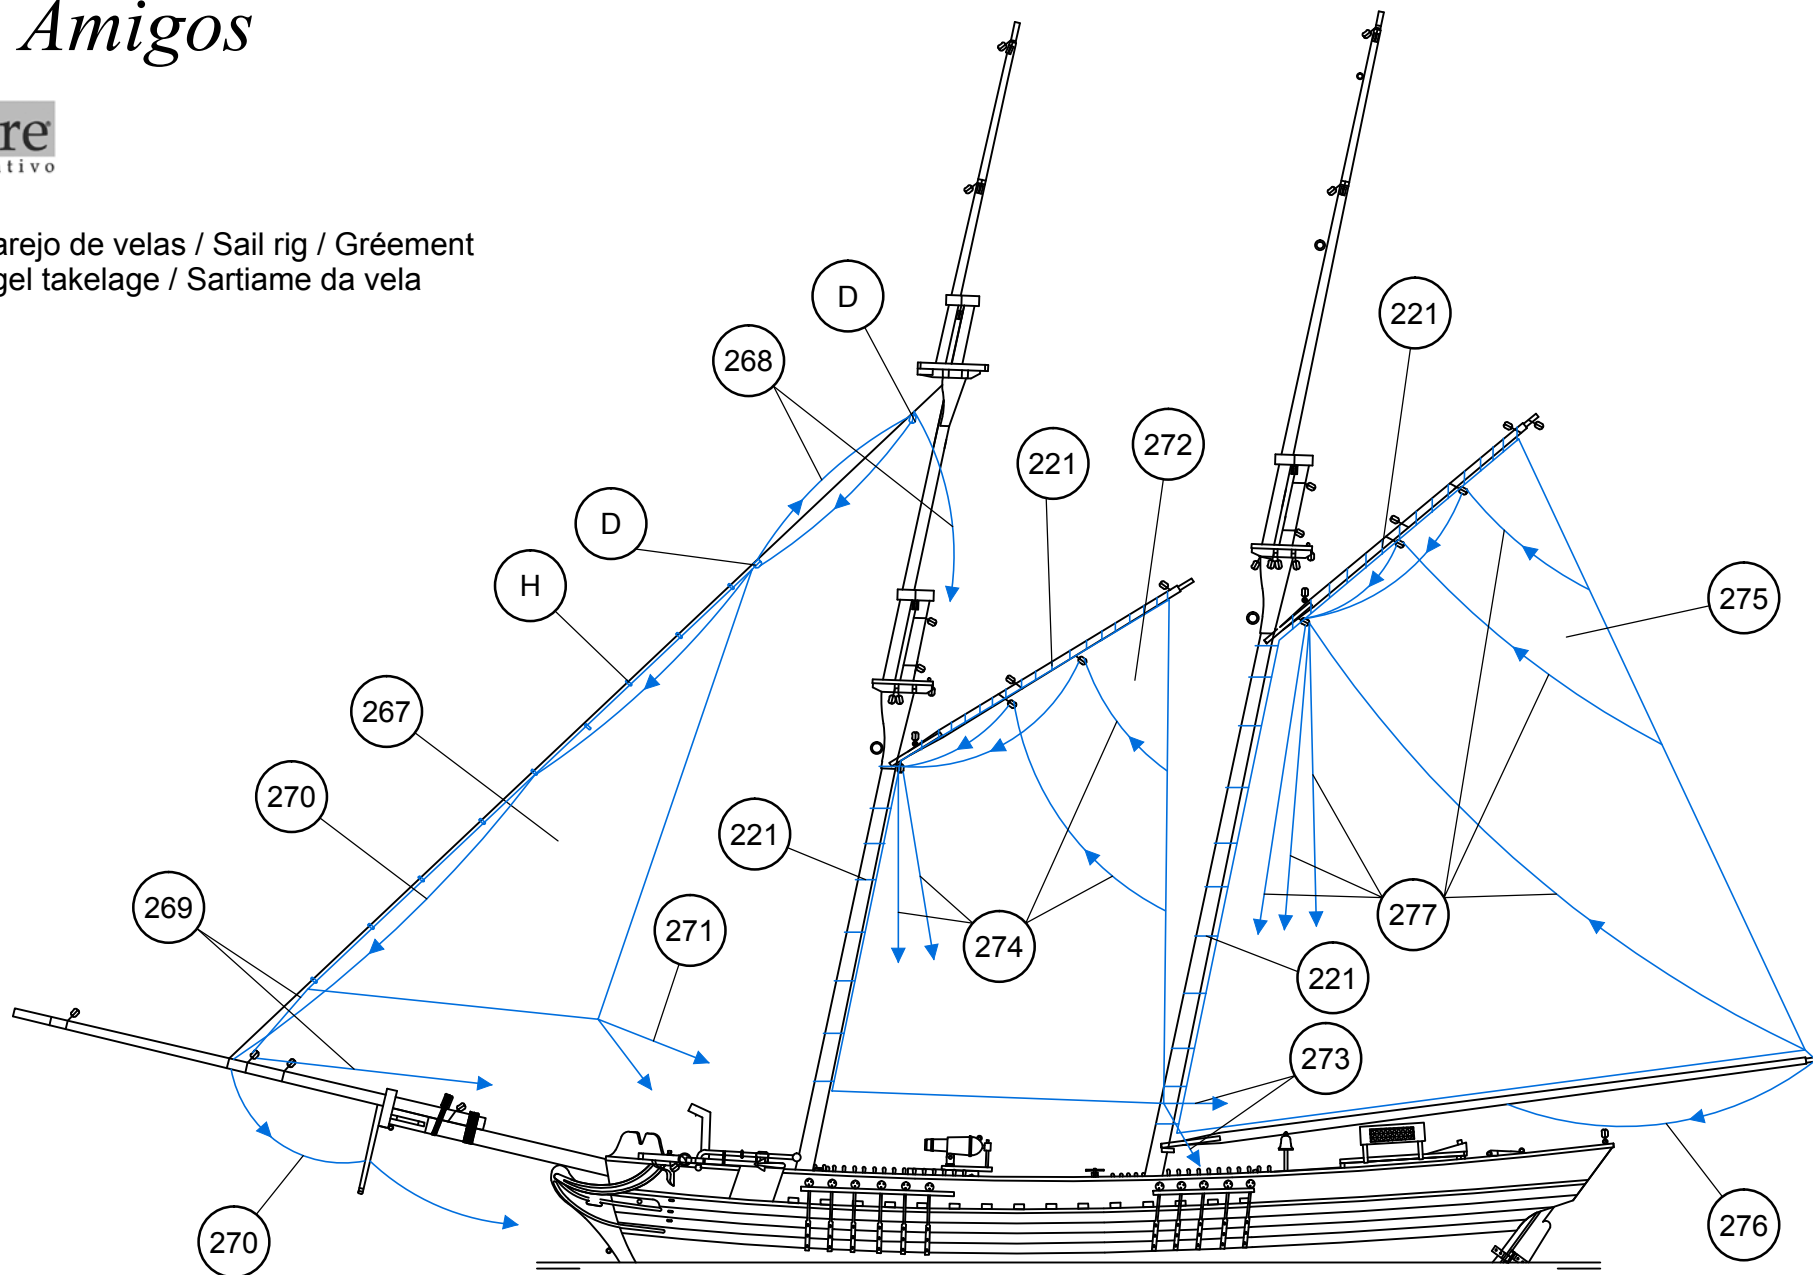 Amigos
re
tivo
arejo de velas / Sail rig / Gréement
gel takelage / Sartiame da vela
D
268
221
272
221
D
H
275
267
270
221
269
271
274
277
221
273
270
276